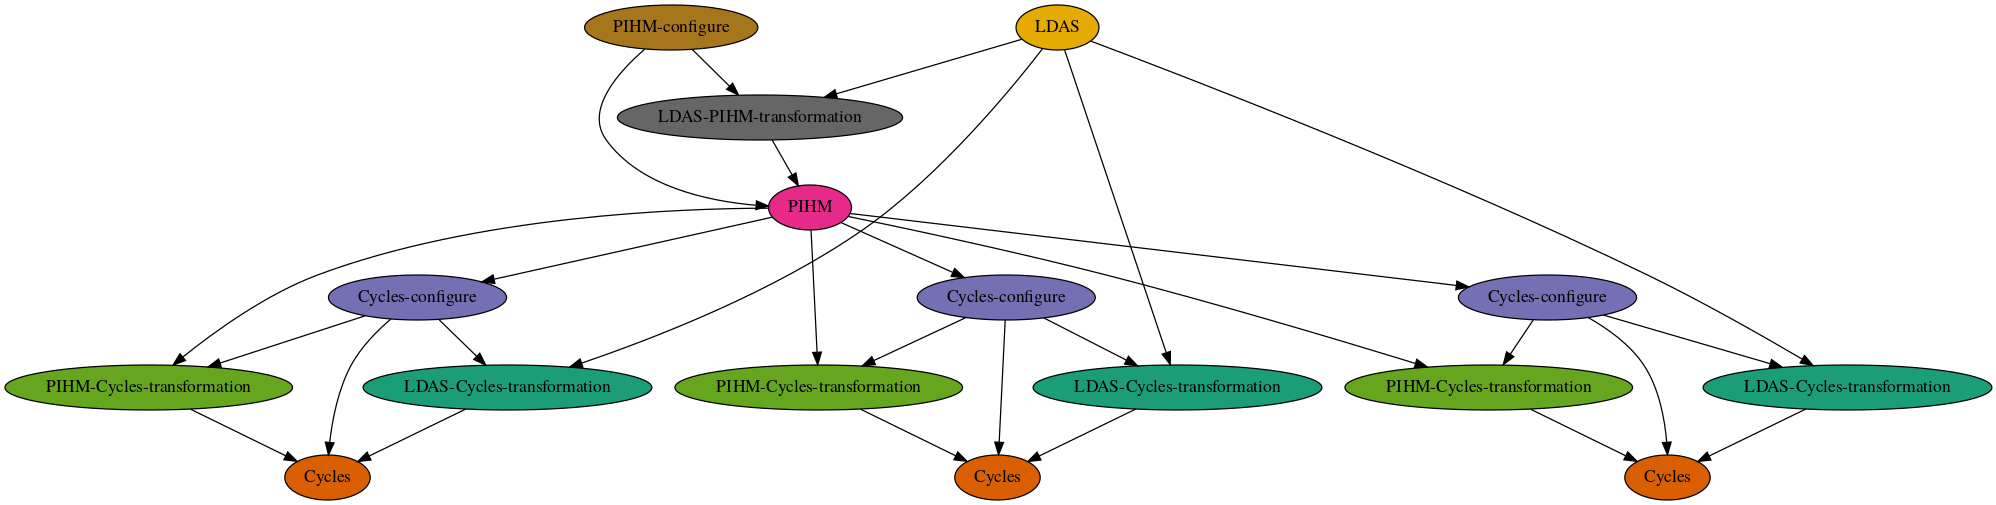 PIHM-configure
LDAS
LDAS-PIHM-transformation
PIHM
Cycles-configure
Cycles-configure
Cycles-configure
PIHM-Cycles-transformation
LDAS-Cycles-transformation
PIHM-Cycles-transformation
LDAS-Cycles-transformation
PIHM-Cycles-transformation
LDAS-Cycles-transformation
Cycles
Cycles
Cycles